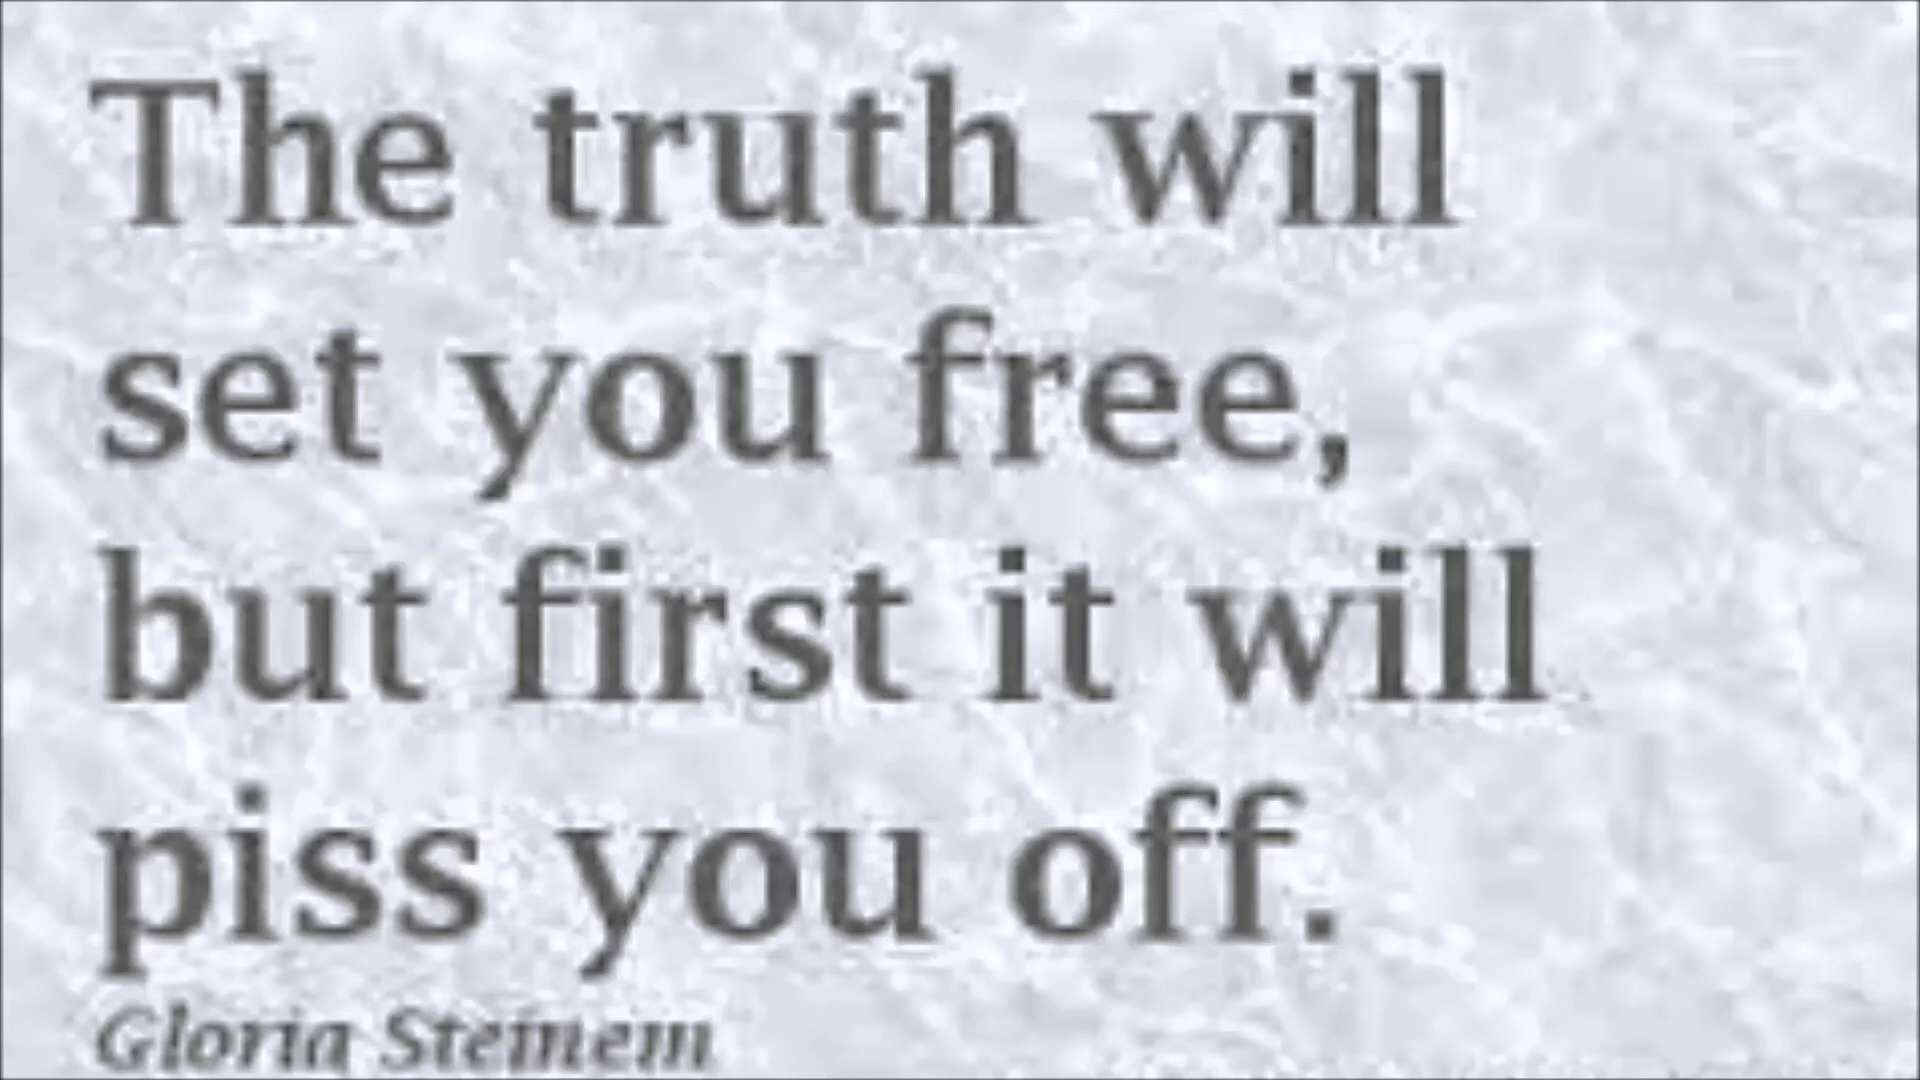 The truth will
set you free,
but first it will
piss you off.
Gloria Steinem